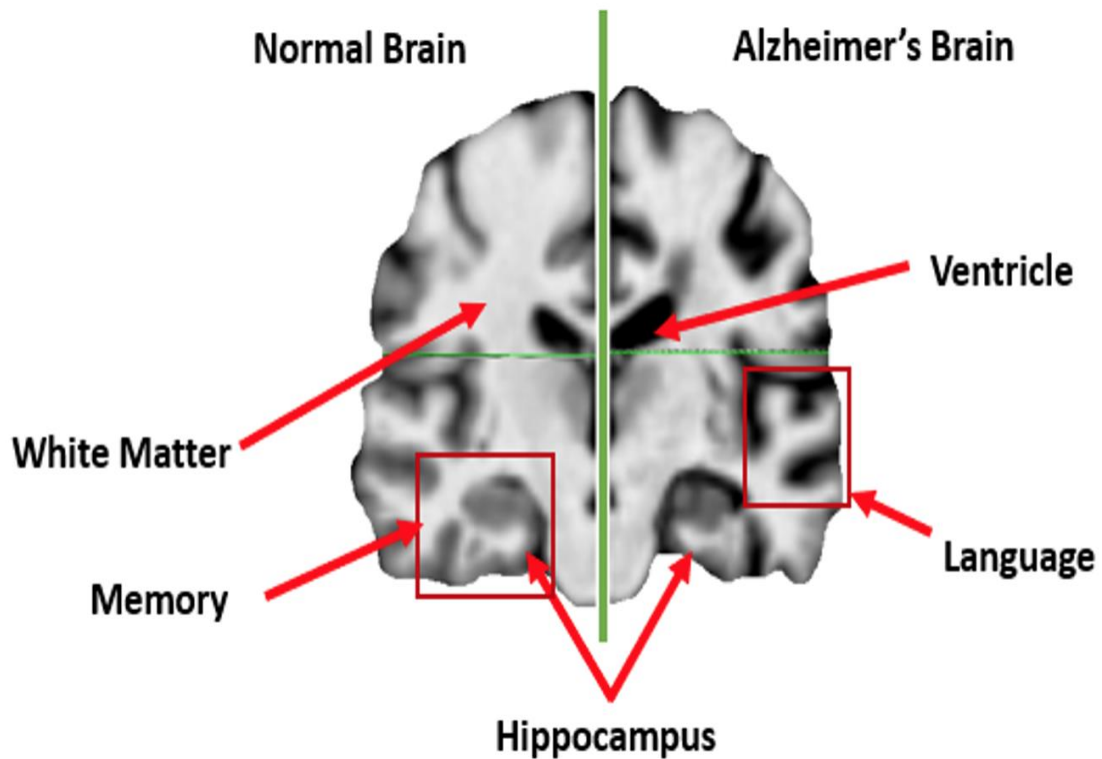 Normal Brain
Alzheimer’s Brain
Ventricle
White Matter
Memory
Language
Hippocampus